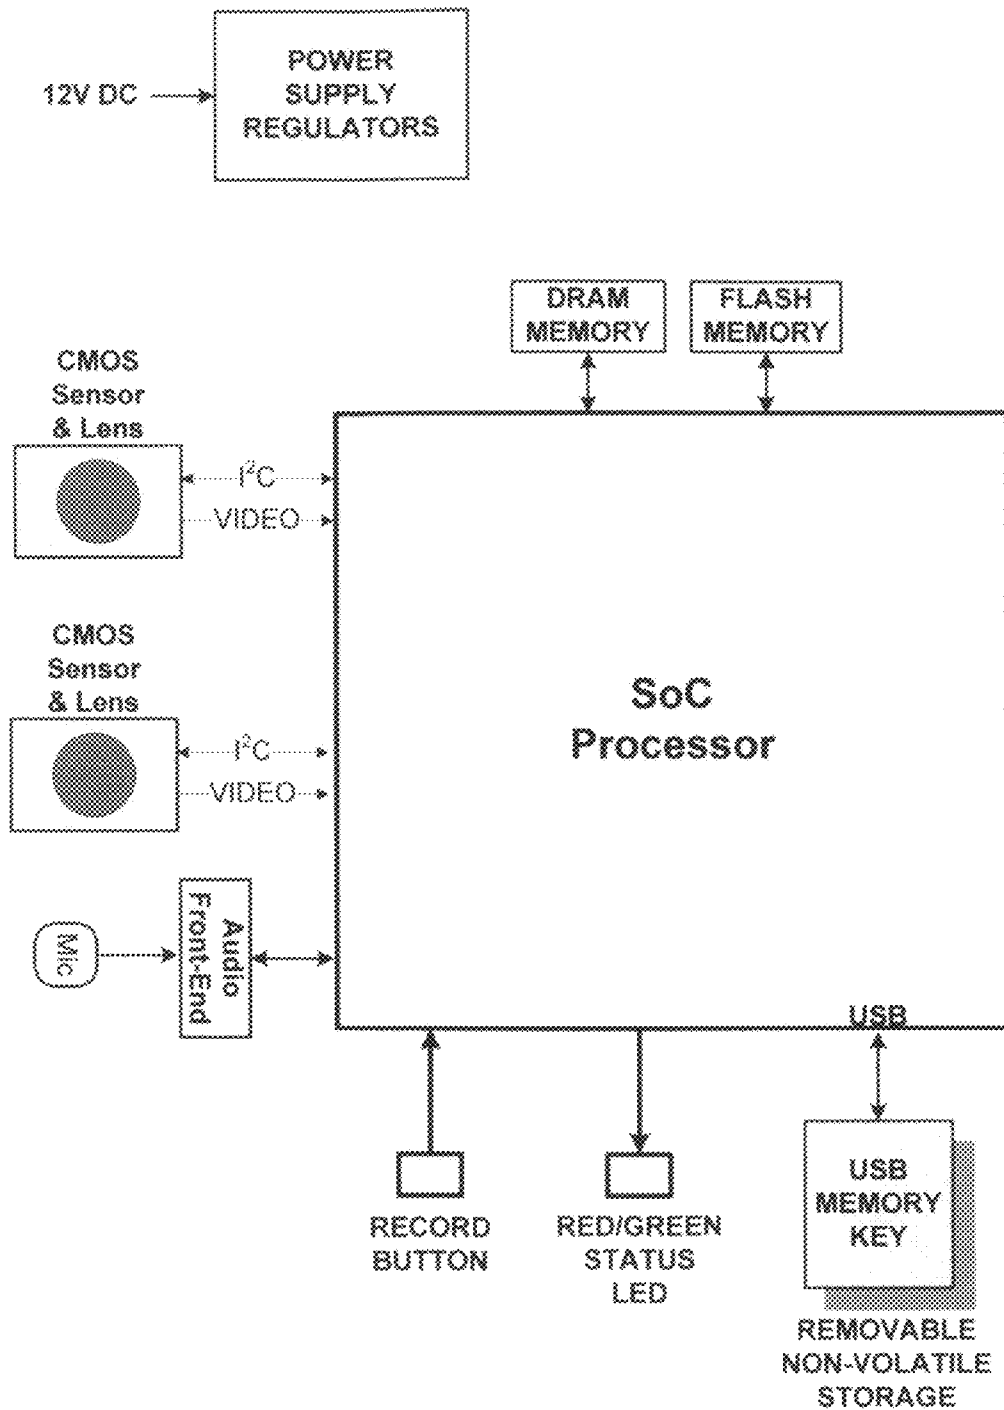 12V DC
POWER
SUPPLY
REGULATORS
DRAM
MEMORY
FLASH
MEMORY
CMOS
Sensor
& Lens
I²C
VIDEO
CMOS
Sensor
& Lens
I²C
VIDEO
SoC
Processor
Mic
Audio
Front-End
USB
RECORD
BUTTON
RED/GREEN
STATUS
LED
USB
MEMORY
KEY
REMOVABLE
NON-VOLATILE
STORAGE